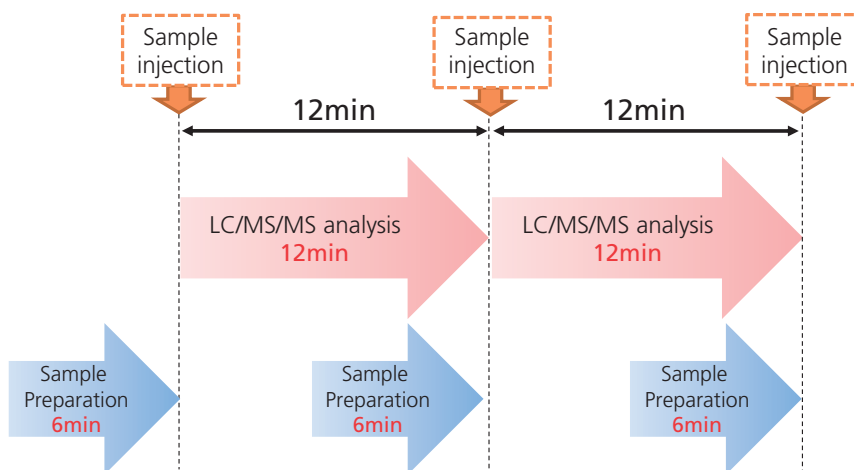 Sample
injection
Sample
injection
Sample
injection
12min
12min
LC/MS/MS analysis
12min
LC/MS/MS analysis
12min
Sample
Preparation
6min
Sample
Preparation
6min
Sample
Preparation
6min